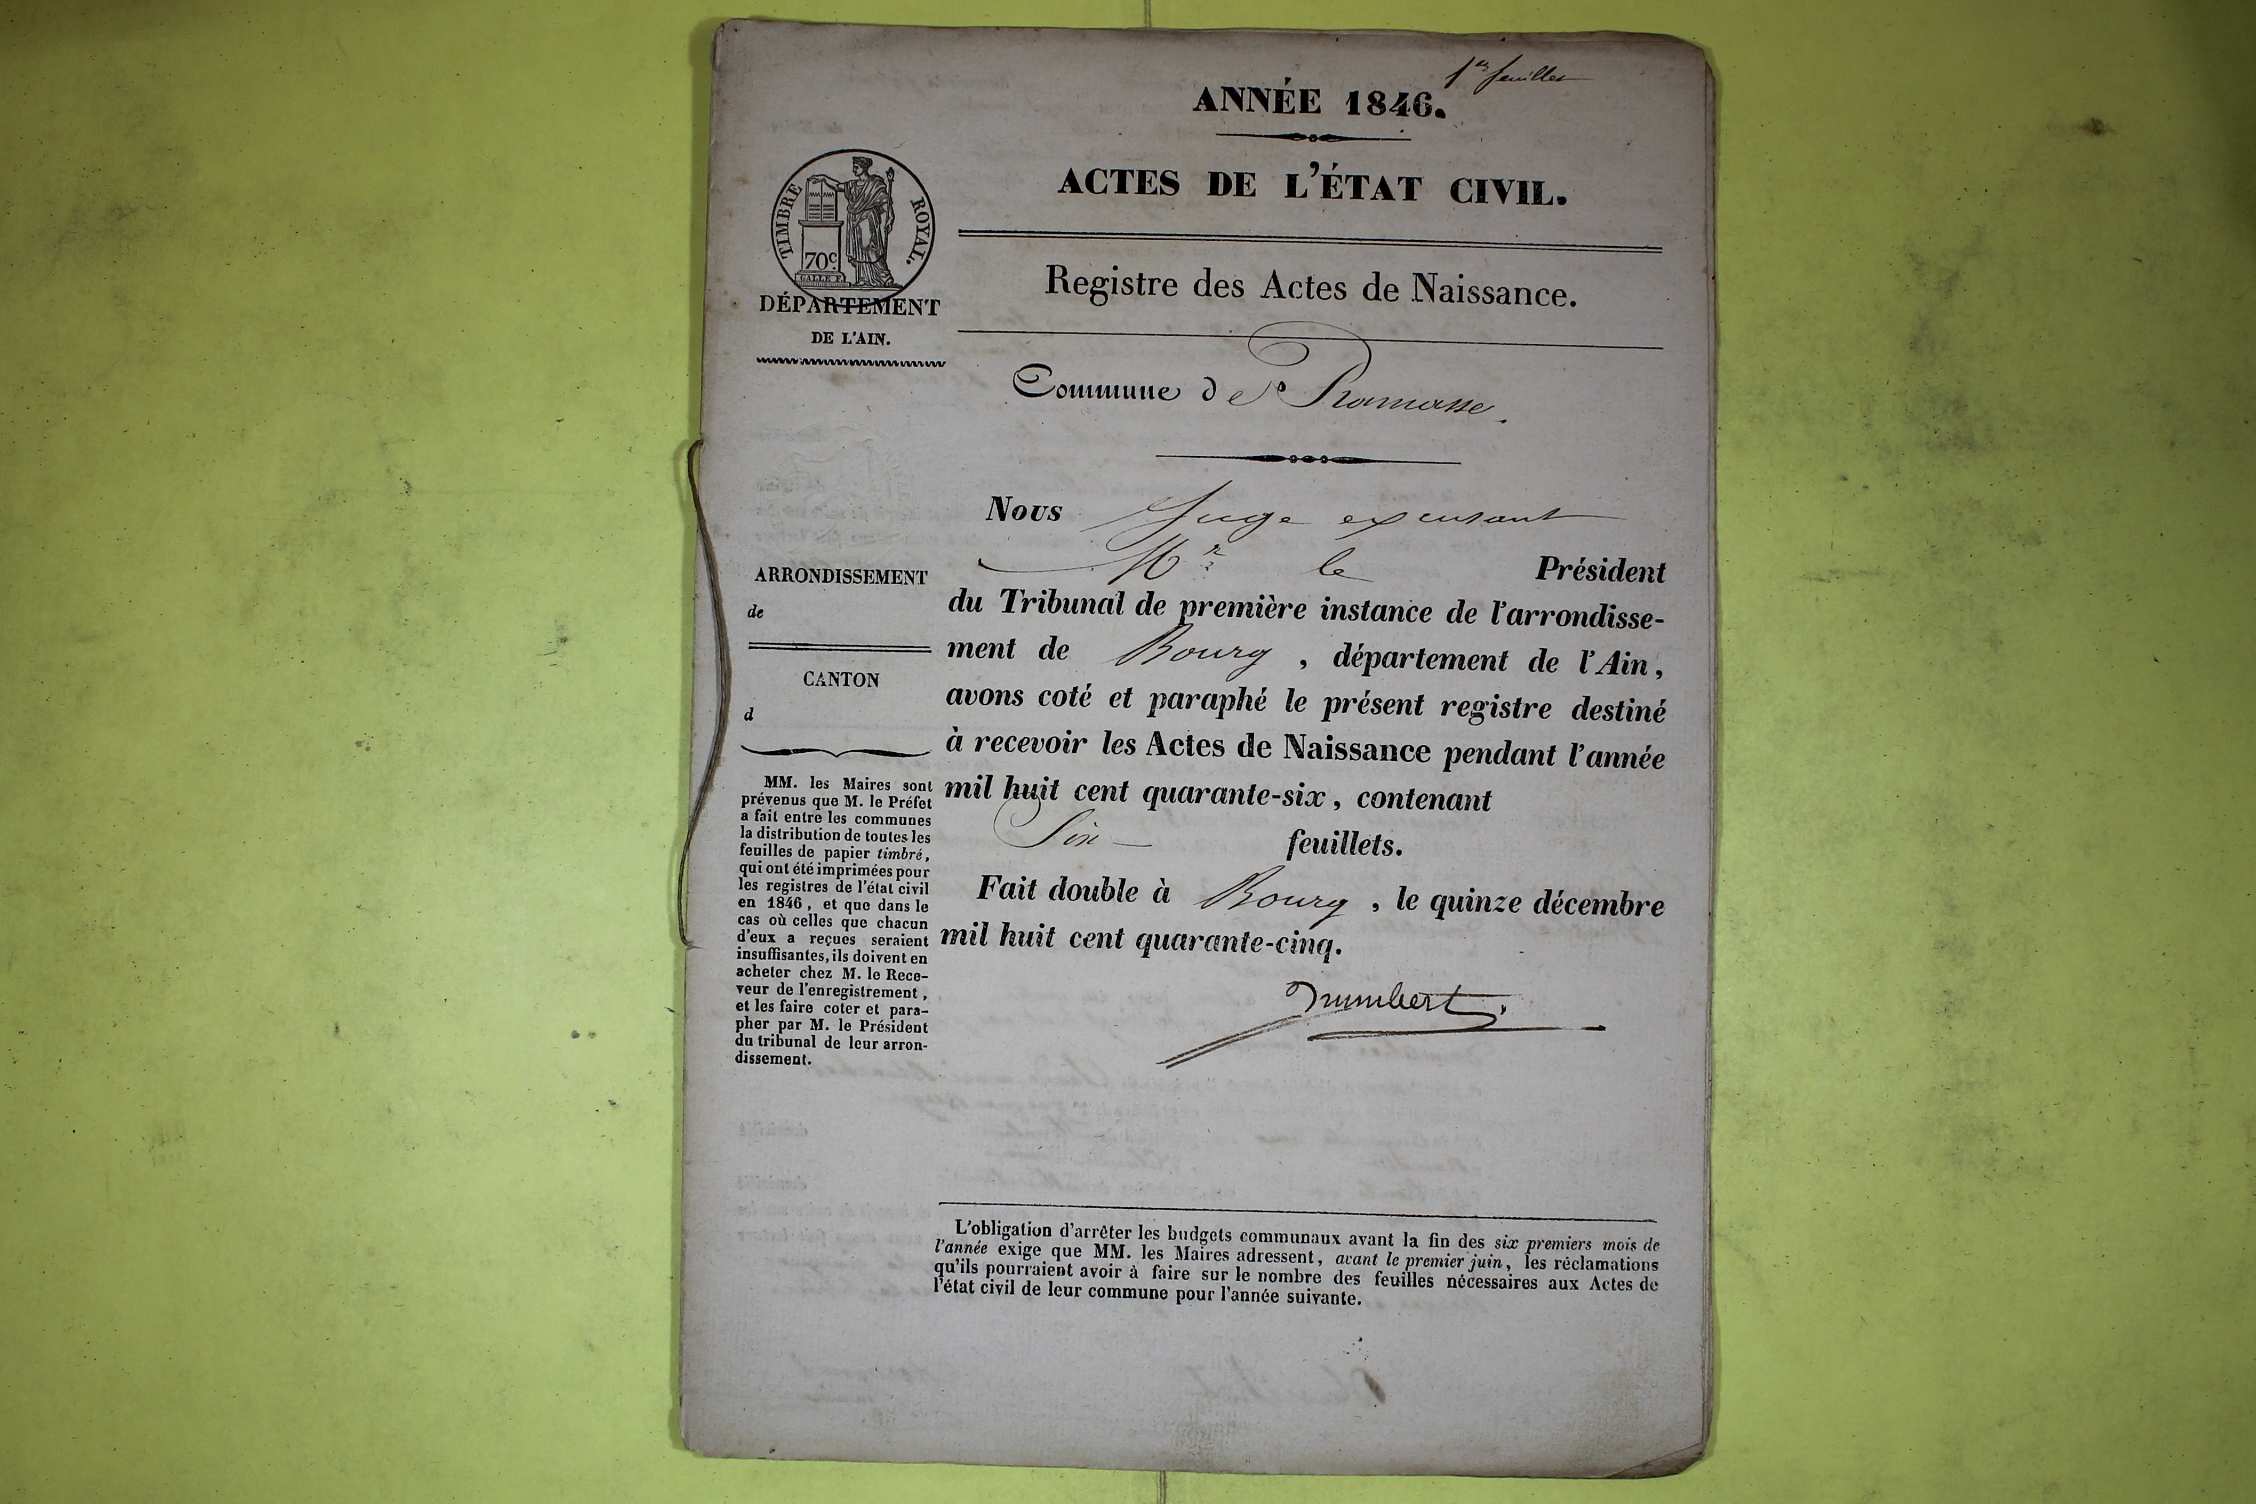 1er feuillet
ANNÉE 1846.
ACTES DE L'ÉTAT CIVIL.
TIMBRE ROYAL.
70c
DÉPARTEMENT
DE L'AIN.
Registre des Actes de Naissance.
Commune de Ramasse.
Nous Juge excusant
Mr le Président
du Tribunal de première instance de l'arrondisse-
ment de Bourg, département de l'Ain,
avons coté et paraphé le présent registre destiné
à recevoir les Actes de Naissance pendant l'année
mil huit cent quarante-six, contenant
Six feuillets.
Fait double à Bourg, le quinze décembre
mil huit cent quarante-cinq.
ARRONDISSEMENT
de
CANTON
d
MM. les Maires sont
prévenus que M. le Préfet
a fait entre les communes
la distribution de toutes les
feuilles de papier timbré,
qui ont été imprimées pour
les registres de l'état civil
en 1846, et que dans le
cas où celles que chacun
d'eux a reçues seraient
insuffisantes, ils doivent en
acheter chez M. le Rece-
veur de l'enregistrement,
et les faire coter et para-
pher par M. le Président
du tribunal de leur arron-
dissement.
L'obligation d'arrêter les budgets communaux avant la fin des six premiers mois de
l'année exige que MM. les Maires adressent, avant le premier juin, les réclamations
qu'ils pourraient avoir à faire sur le nombre des feuilles nécessaires aux Actes de
l'état civil de leur commune pour l'année suivante.